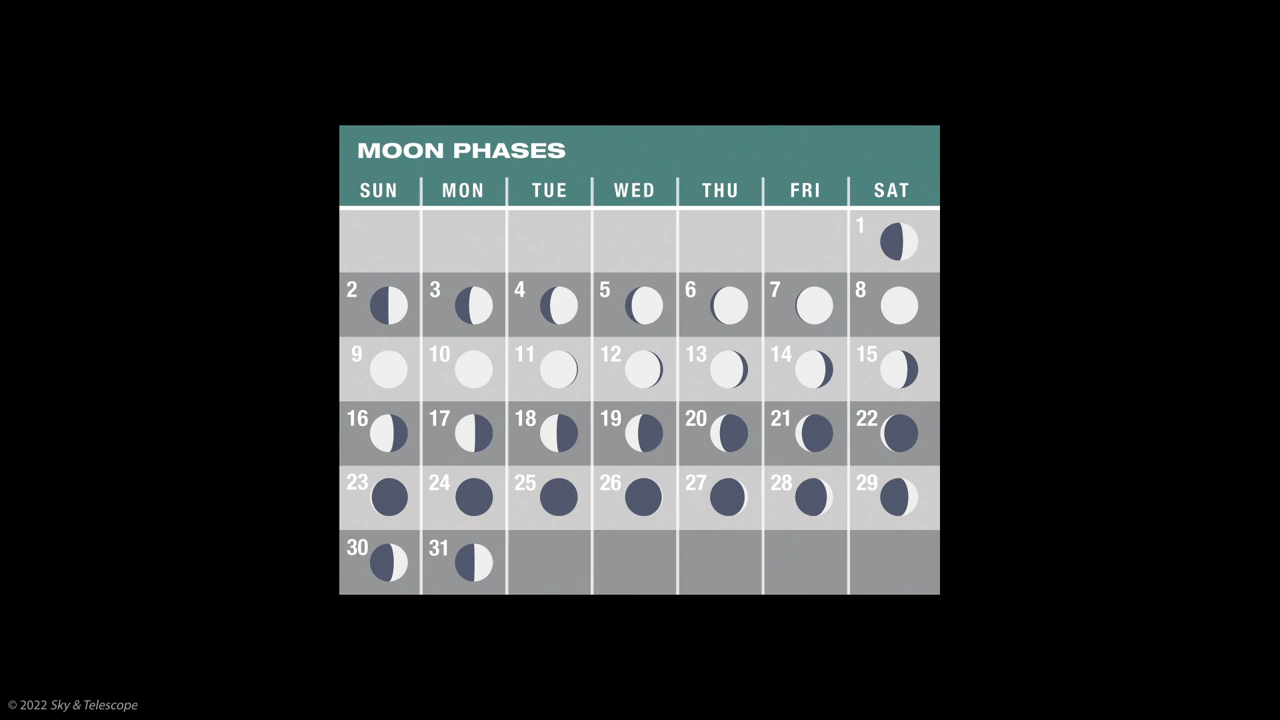 MOON PHASES
SUN MON TUE WED THU FRI SAT
1
2 3 4 5 6 7 8
9 10 11 12 13 14 15
16 17 18 19 20 21 22
23 24 25 26 27 28 29
30 31
© 2022 Sky & Telescope